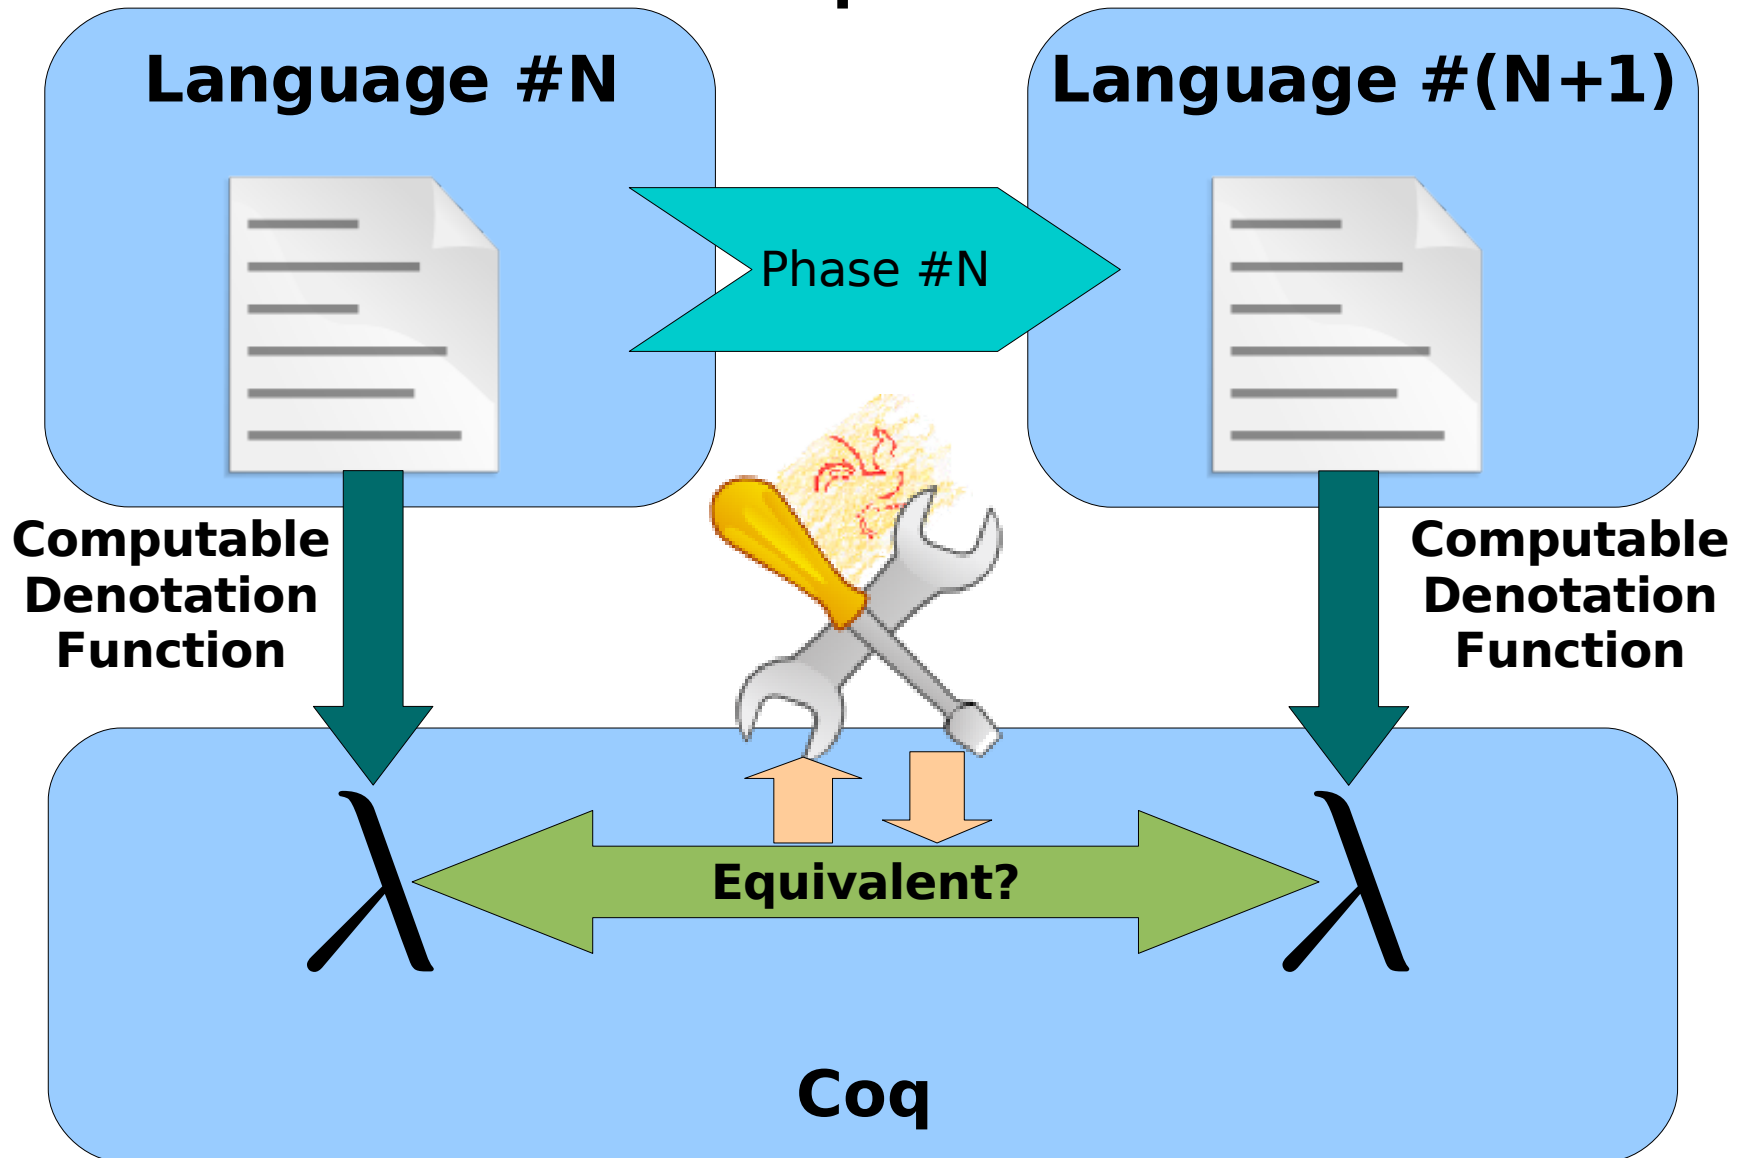 Language #N
Language #(N+1)
Phase #N
Computable
Denotation
Function
Computable
Denotation
Function
λ
λ
Equivalent?
Coq